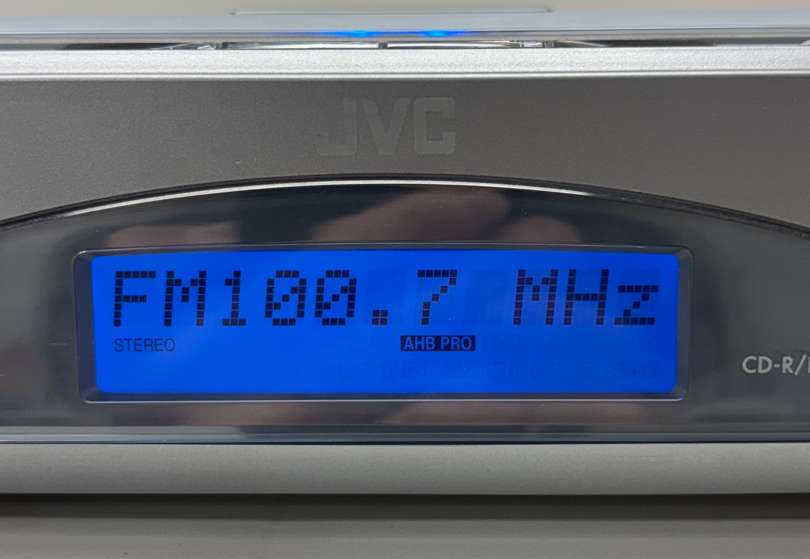 JVC
FM100.7 MHz
STEREO AHB PRO
CD-R/